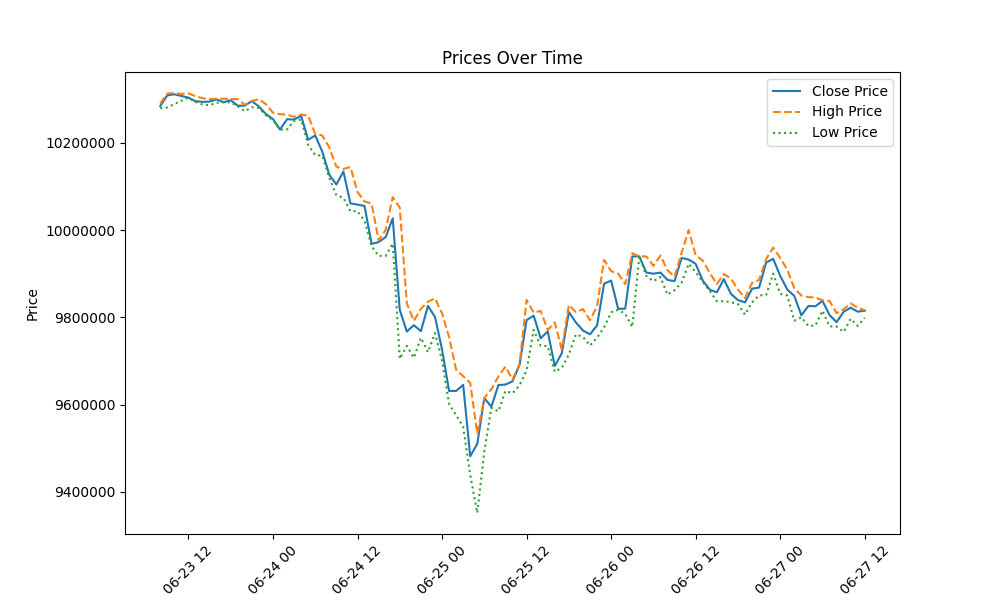 Prices Over Time
Close Price
High Price
Low Price
Price
10200000
10000000
9800000
9600000
9400000
06-23 12
06-24 00
06-24 12
06-25 00
06-25 12
06-26 00
06-26 12
06-27 00
06-27 12